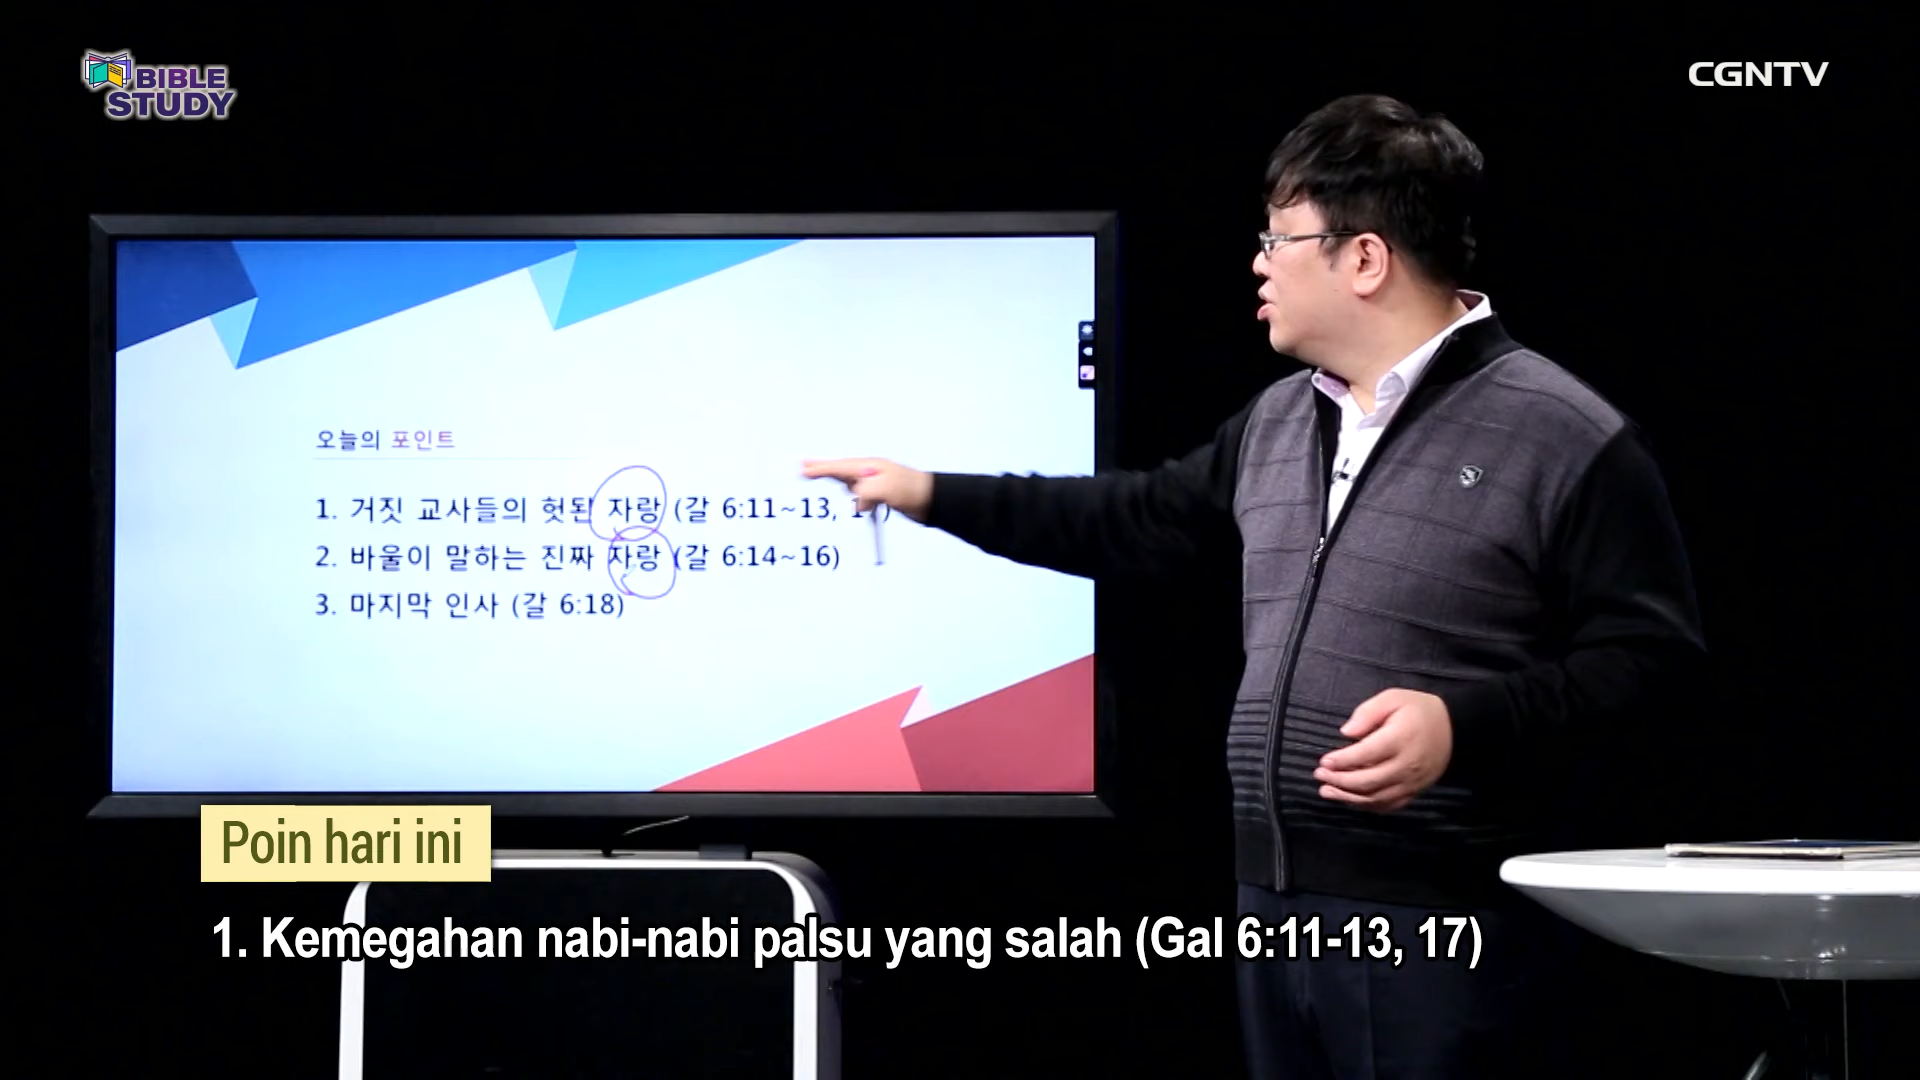 BIBLE
STUDY
CGNTV
오늘의 포인트
1. 거짓 교사들의 헛된 자랑 (갈 6:11~13, 17)
2. 바울이 말하는 진짜 자랑 (갈 6:14~16)
3. 마지막 인사 (갈 6:18)
Poin hari ini
1. Kemegahan nabi-nabi palsu yang salah (Gal 6:11-13, 17)